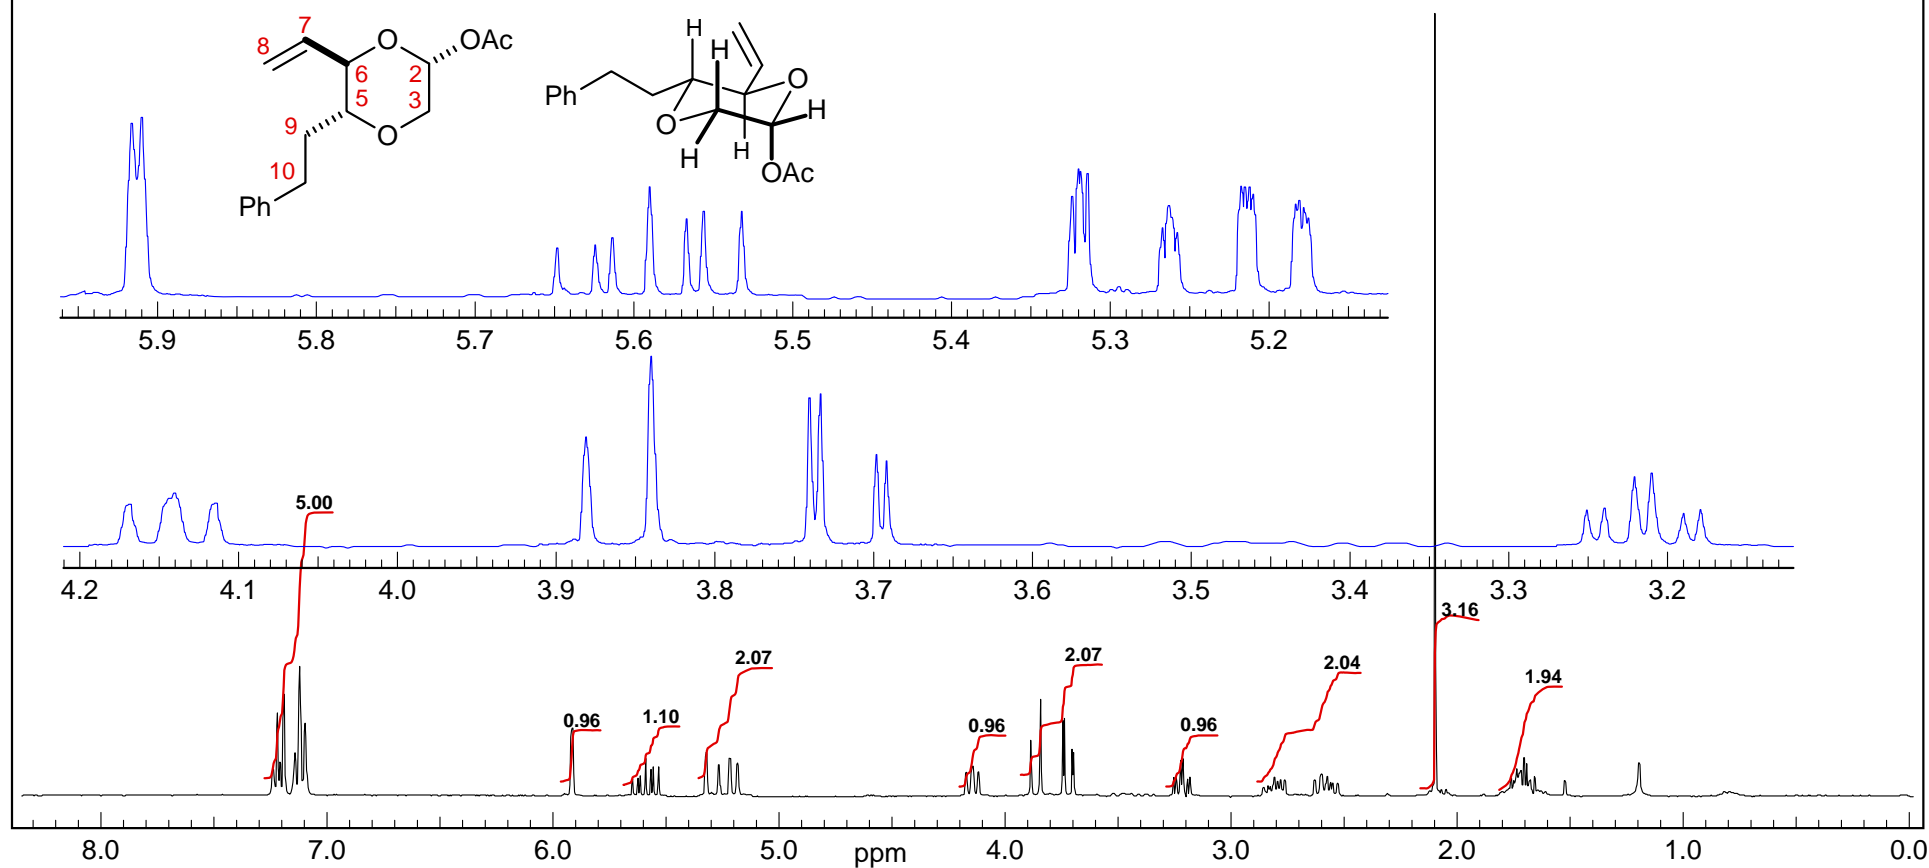 7
8
O
OAc
6
2
5
3
O
9
10
Ph
H
H
O
Ph
H
O
H
H
OAc
5.9 5.8 5.7 5.6 5.5 5.4 5.3 5.2
5.00
4.2 4.1 4.0 3.9 3.8 3.7 3.6 3.5 3.4 3.3 3.2
3.16
2.07 2.07 2.04 1.94
0.96 1.10 0.96 0.96
8.0 7.0 6.0 5.0 ppm 4.0 3.0 2.0 1.0 0.0